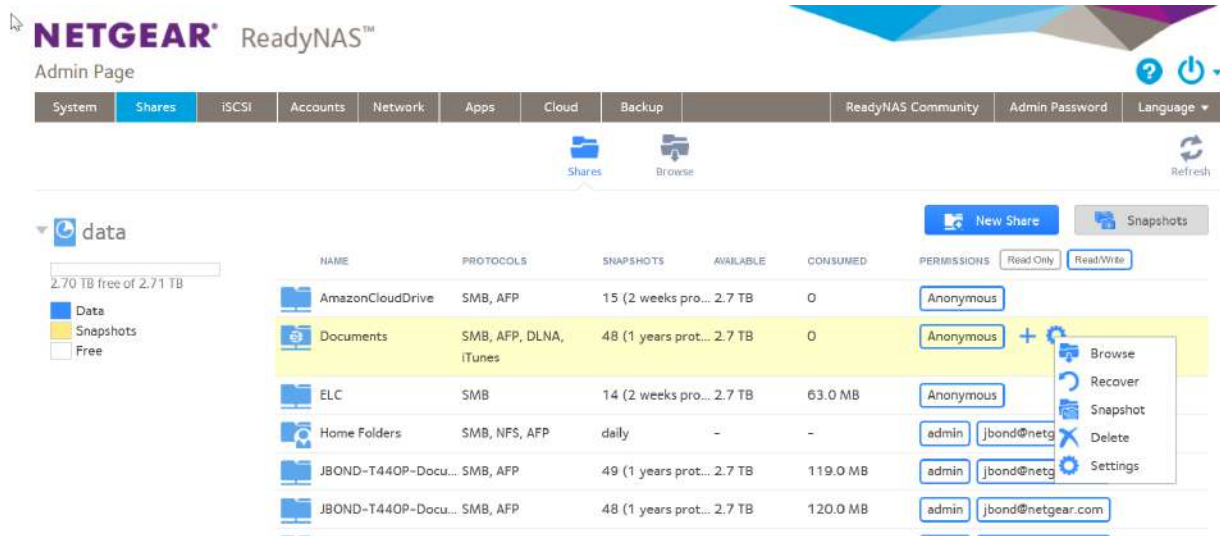 NETGEAR® ReadyNAS™
Admin Page
System Shares iSCSI Accounts Network Apps Cloud Backup ReadyNAS Community Admin Password Language
Shares Browse Refresh
data
New Share Snapshots
NAME PROTOCOLS SNAPSHOTS AVAILABLE CONSUMED PERMISSIONS Read Only Read/Write
2.70 TB free of 2.71 TB
Data
Snapshots
Free
AmazonCloudDrive SMB, AFP 15 (2 weeks pro... 2.7 TB 0 Anonymous
Documents SMB, AFP, DLNA, 48 (1 years prot... 2.7 TB 0 Anonymous
iTunes
ELC SMB 14 (2 weeks pro... 2.7 TB 63.0 MB Anonymous
Home Folders SMB, NFS, AFP daily - - admin jbond@netg
JBOND-T440P-Docu... SMB, AFP 49 (1 years prot... 2.7 TB 119.0 MB admin jbond@netg
JBOND-T440P-Docu... SMB, AFP 48 (1 years prot... 2.7 TB 120.0 MB admin jbond@netgear.com
Browse
Recover
Snapshot
Delete
Settings